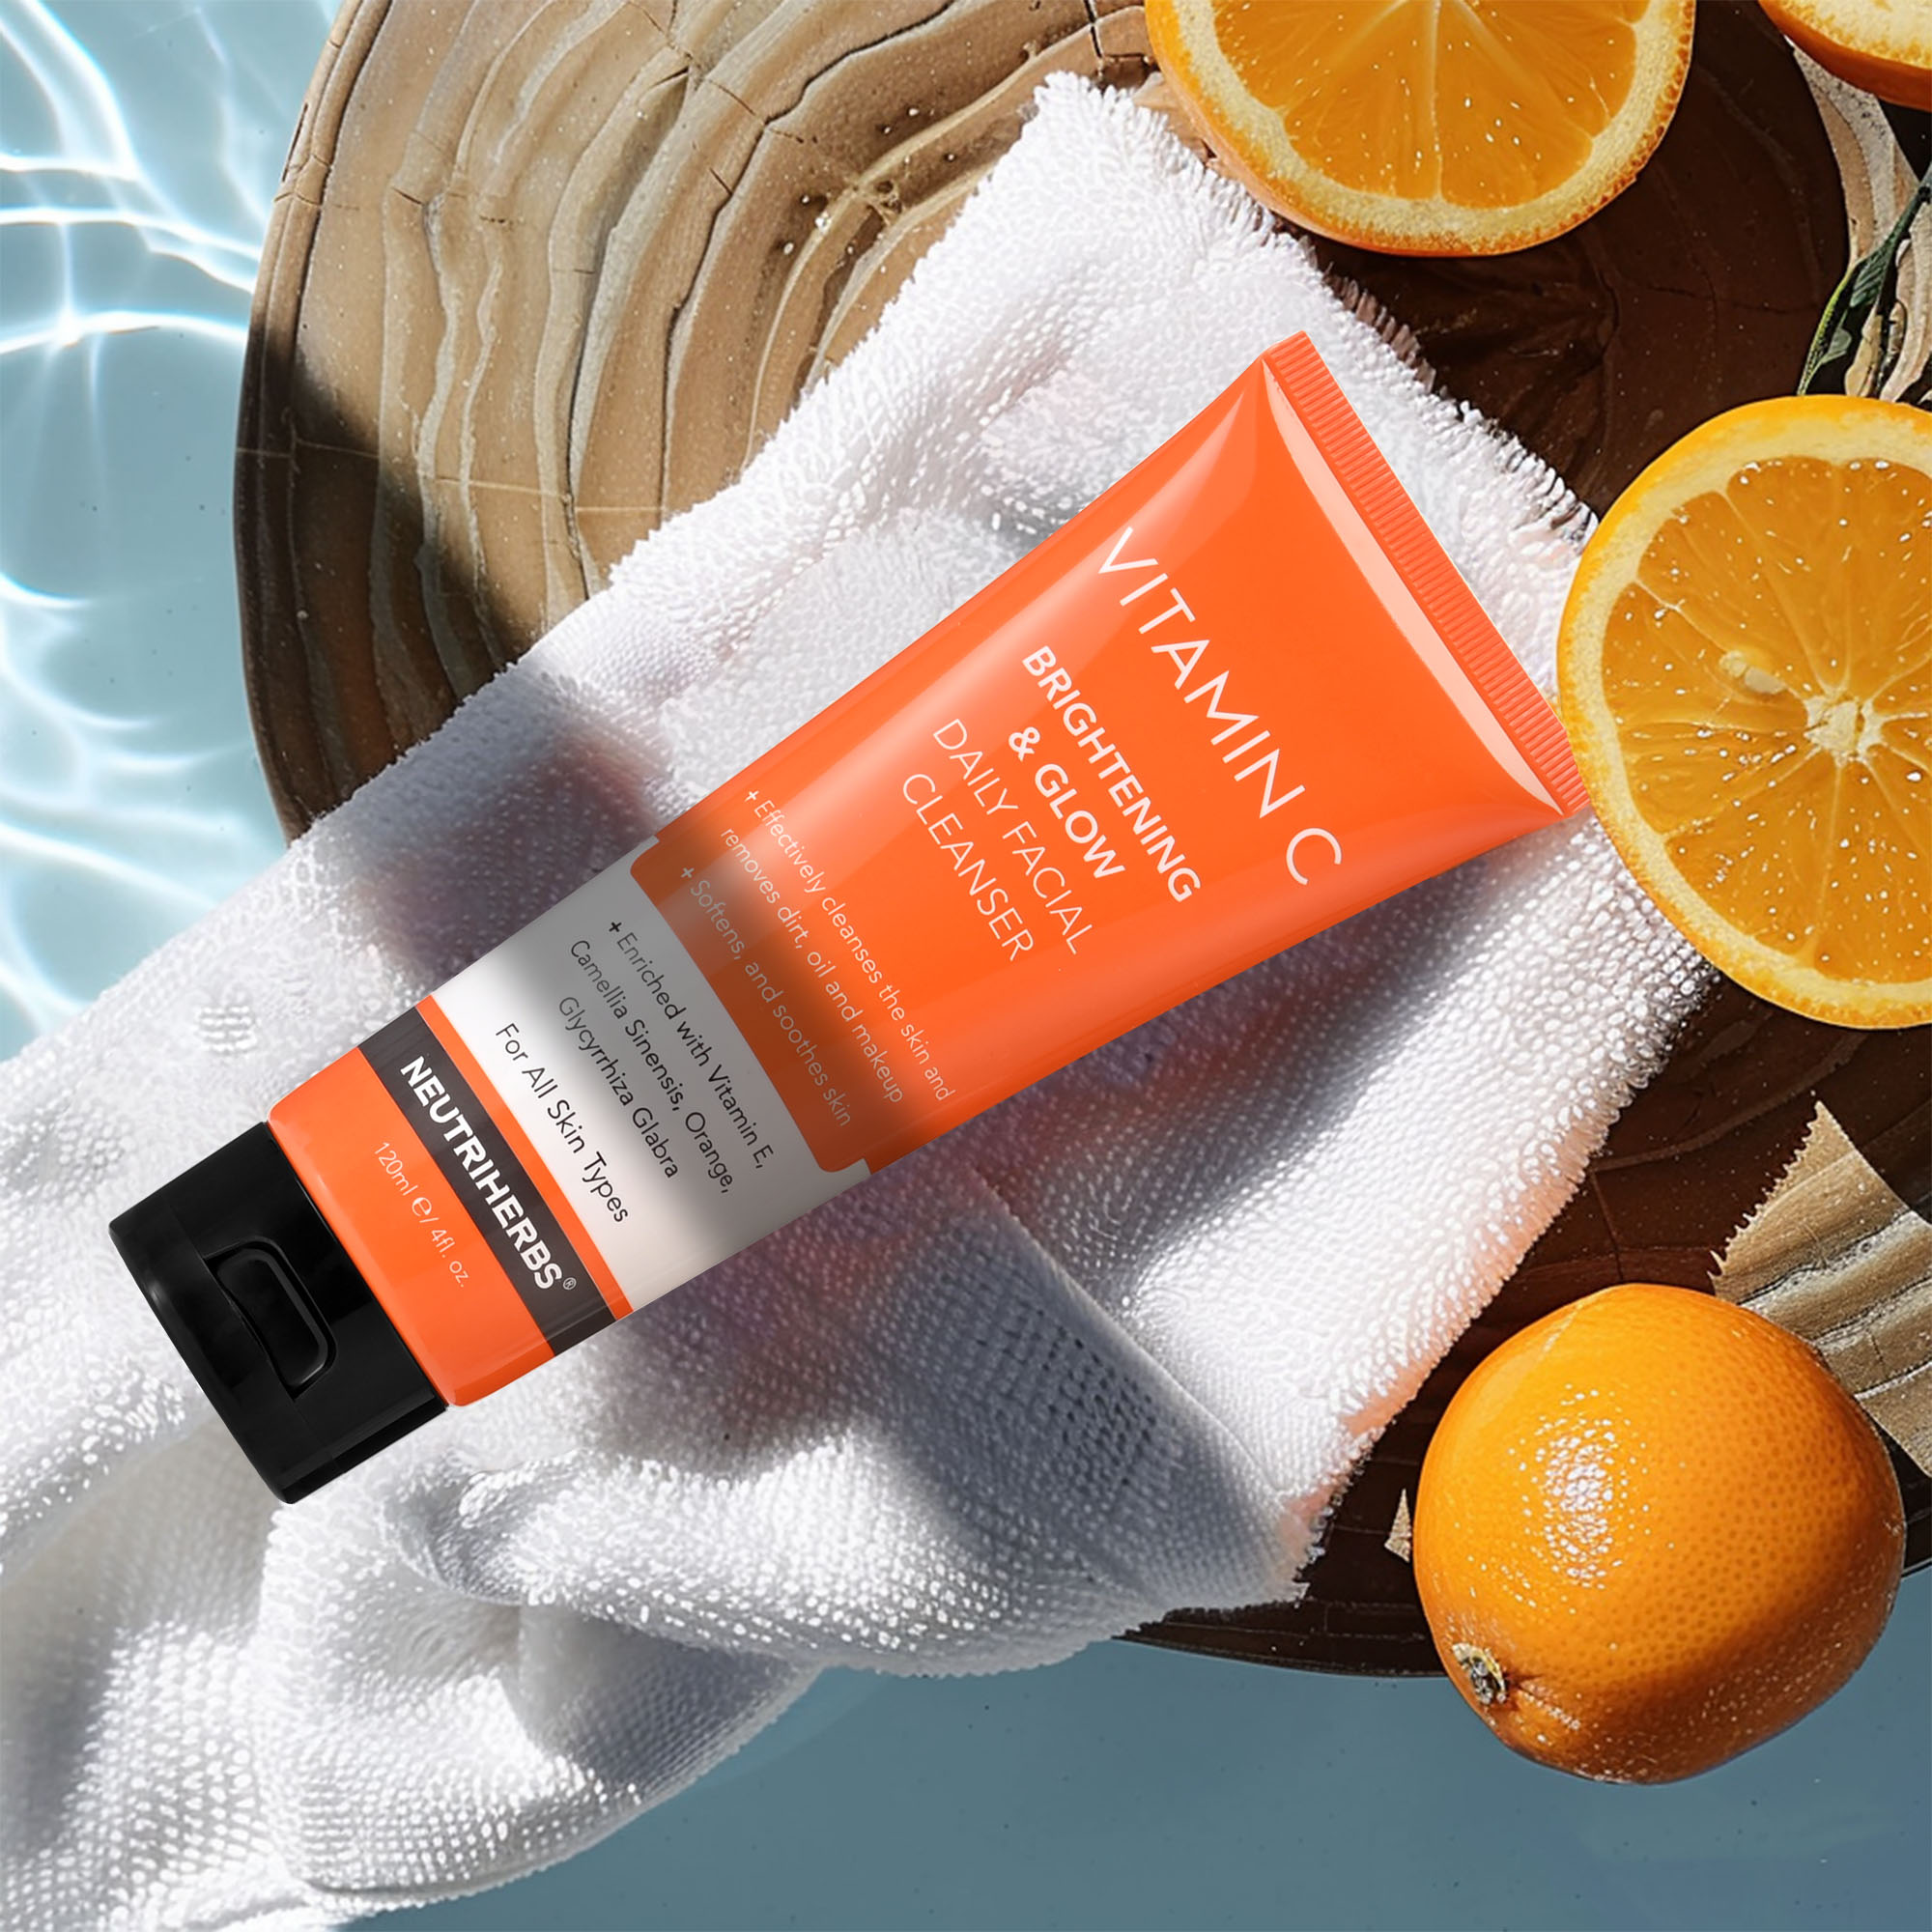 VITAMIN C
BRIGHTENING
& GLOW
DAILY FACIAL
CLEANSER
+ Effectively cleanses the skin and
removes dirt, oil and makeup
+ Softens, and soothes skin
+ Enriched with Vitamin E,
Camellia Sinensis, Orange,
Glycyrrhiza Glabra
For All Skin Types
NEUTRIHERBS®
120ml ℮/ 4fl. oz.